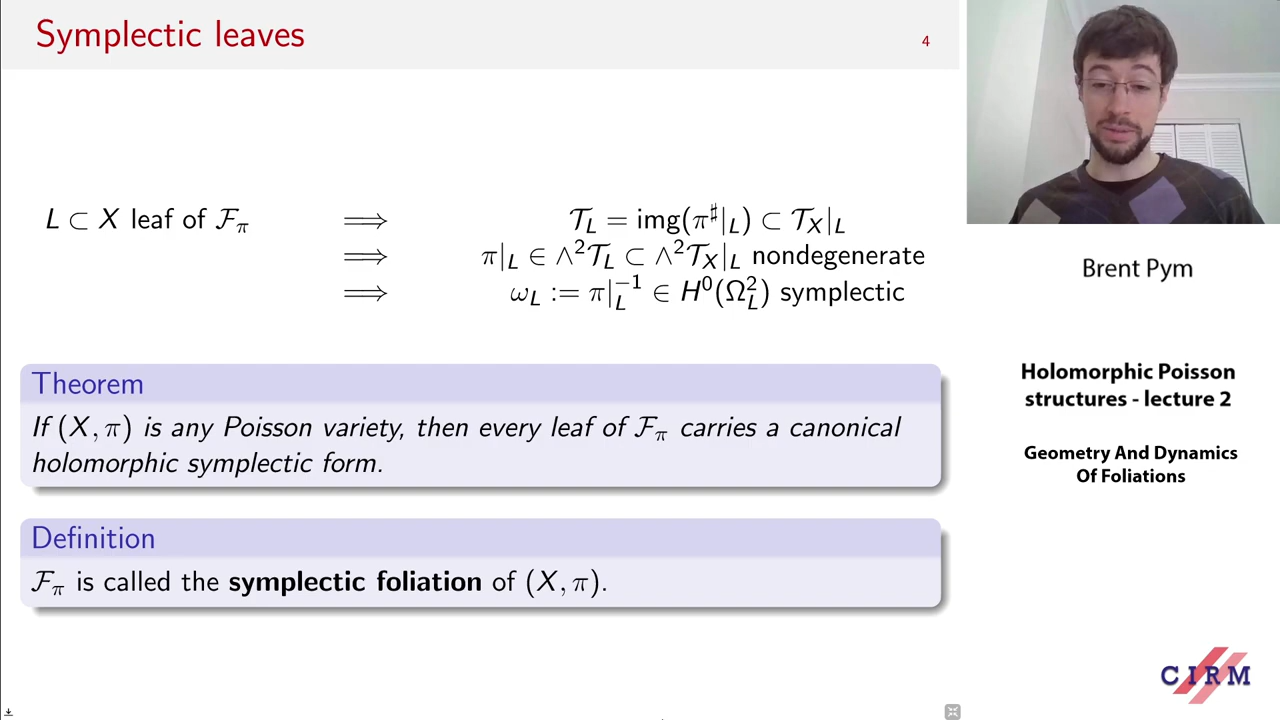 Symplectic leaves
4
L ⊂ X leaf of ℱ_π ⟹ 𝒯_L = img(π^♯|_L) ⊂ 𝒯_X|_L
⟹ π|_L ∈ ∧²𝒯_L ⊂ ∧²𝒯_X|_L nondegenerate
⟹ ω_L := π|_L^{-1} ∈ H⁰(Ω²_L) symplectic
Theorem
If (X, π) is any Poisson variety, then every leaf of ℱ_π carries a canonical
holomorphic symplectic form.
Definition
ℱ_π is called the symplectic foliation of (X, π).
Brent Pym
Holomorphic Poisson
structures - lecture 2
Geometry And Dynamics
Of Foliations
CIRM